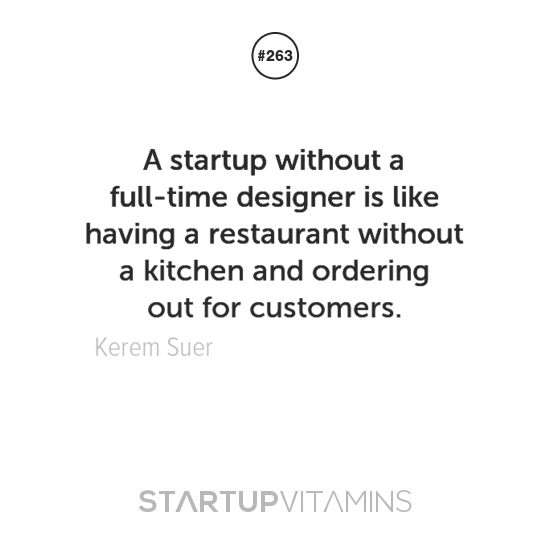 #263
A startup without a
full-time designer is like
having a restaurant without
a kitchen and ordering
out for customers.
Kerem Suer
STARTUPVITAMINS